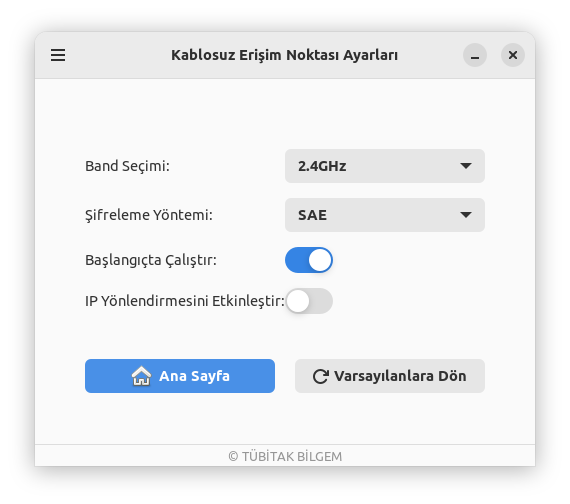 Kablosuz Erişim Noktası Ayarları
Band Seçimi: 2.4GHz
Şifreleme Yöntemi: SAE
Başlangıçta Çalıştır:
IP Yönlendirmesini Etkinleştir:
Ana Sayfa Varsayılanlara Dön
© TÜBİTAK BİLGEM